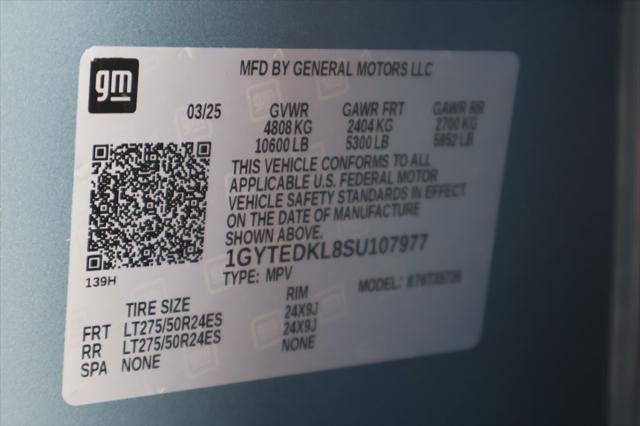 gm
MFD BY GENERAL MOTORS LLC
03/25 GVWR GAWR FRT GAWR RR
4808 KG 2404 KG 2700 KG
10600 LB 5300 LB 5952 LB
THIS VEHICLE CONFORMS TO ALL
APPLICABLE U.S. FEDERAL MOTOR
VEHICLE SAFETY STANDARDS IN EFFECT
ON THE DATE OF MANUFACTURE
SHOWN ABOVE.
1GYTEDKL8SU107977
139H
TYPE: MPV MODEL:
TIRE SIZE RIM
FRT LT275/50R24ES 24X9J
RR LT275/50R24ES 24X9J
SPA NONE NONE